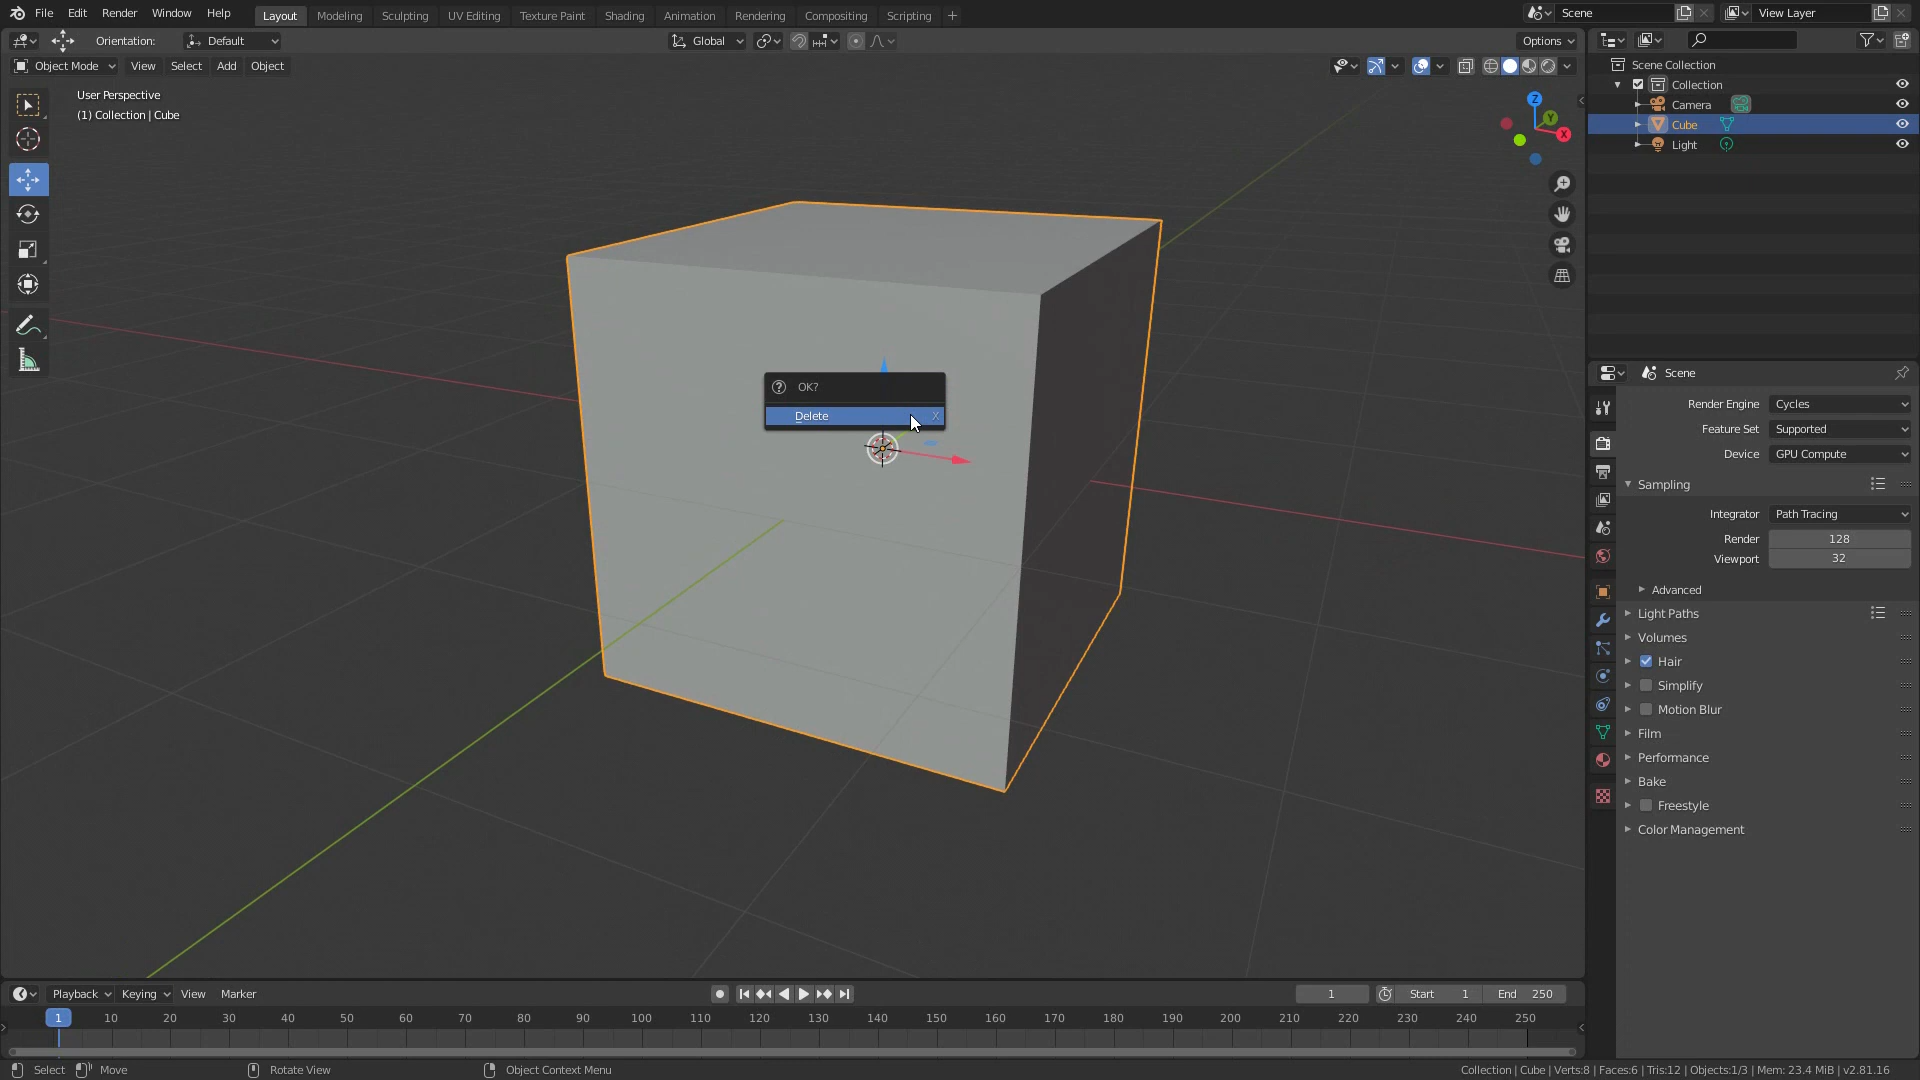 File Edit Render Window Help
Layout Modeling Sculpting UV Editing Texture Paint Shading Animation Rendering Compositing Scripting +
Scene
View Layer
Orientation: Default
Global
Options
Object Mode View Select Add Object
User Perspective
(1) Collection | Cube
Z
Y
X
OK?
Delete X
Scene Collection
Collection
Camera
Cube
Light
Scene
Render Engine Cycles
Feature Set Supported
Device GPU Compute
Sampling
Integrator Path Tracing
Render 128
Viewport 32
Advanced
Light Paths
Volumes
Hair
Simplify
Motion Blur
Film
Performance
Bake
Freestyle
Color Management
Playback Keying View Marker
1 Start 1 End 250
1 10 20 30 40 50 60 70 80 90 100 110 120 130 140 150 160 170 180 190 200 210 220 230 240 250
Select Move Rotate View Object Context Menu
Collection | Cube | Verts:8 | Faces:6 | Tris:12 | Objects:1/3 | Mem: 23.4 MiB | v2.81.16